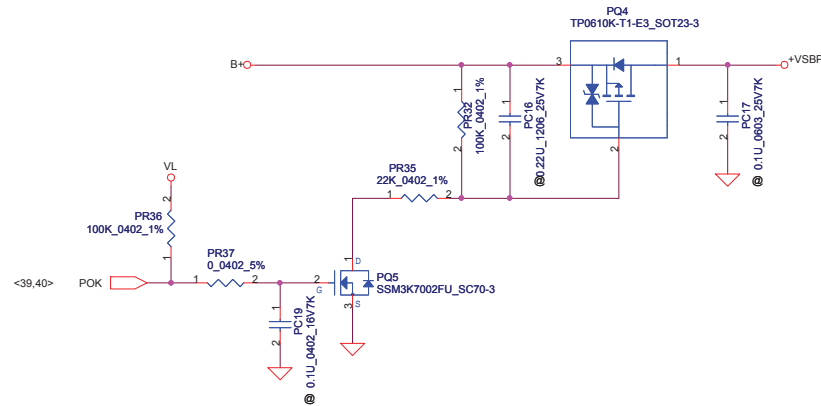 PQ4
TP0610K-T1-E3_SOT23-3
B+
3
1
+VSBP
1
2
PR32
100K_0402_1%
1
2
PC16
@0.22U_1206_25V7K
2
1
2
PC17
@ 0.1U_0603_25V7K
VL
PR35
22K_0402_1%
1
2
2
1
PR36
100K_0402_1%
PR37
0_0402_5%
<39,40>
POK
1
2
2
G
1
D
3
S
PQ5
SSM3K7002FU_SC70-3
1
2
PC19
@ 0.1U_0402_16V7K